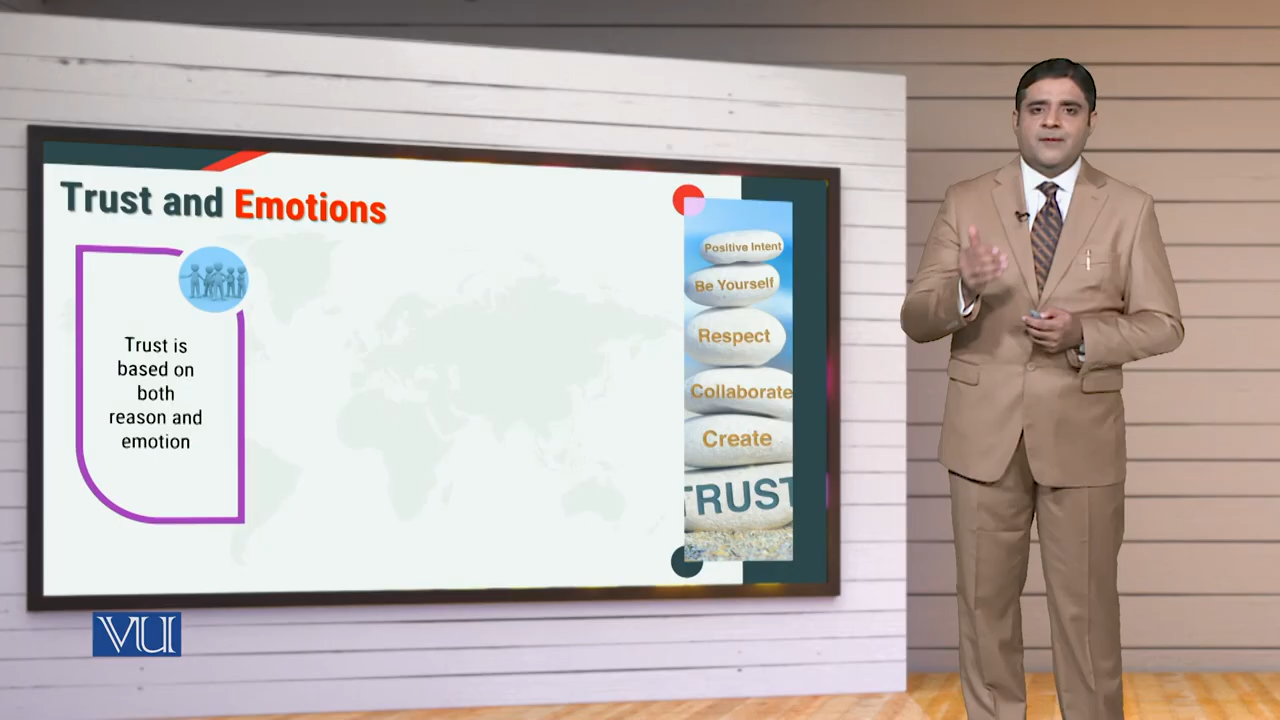 Trust and Emotions
Trust is
based on
both
reason and
emotion
Positive Intent
Be Yourself
Respect
Collaborate
Create
TRUST
VU